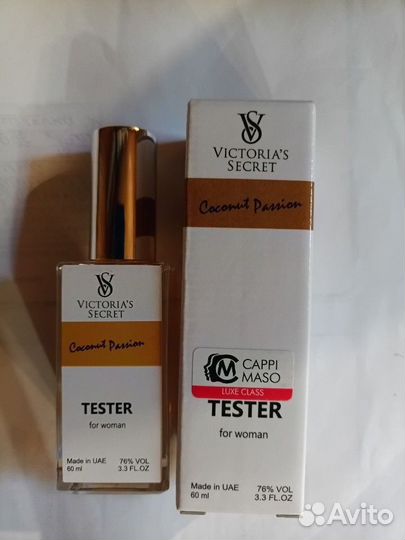 VS
VICTORIA'S
SECRET
Coconut Passion
TESTER
for woman
Made in UAE 76% VOL
60 ml 3.3 FL.OZ
VS
VICTORIA'S
SECRET
Coconut Passion
CM
CAPPI
MASO
LUXE CLASS
TESTER
for woman
Made in UAE 76% VOL
60 ml 3.3 FL.OZ
Avito